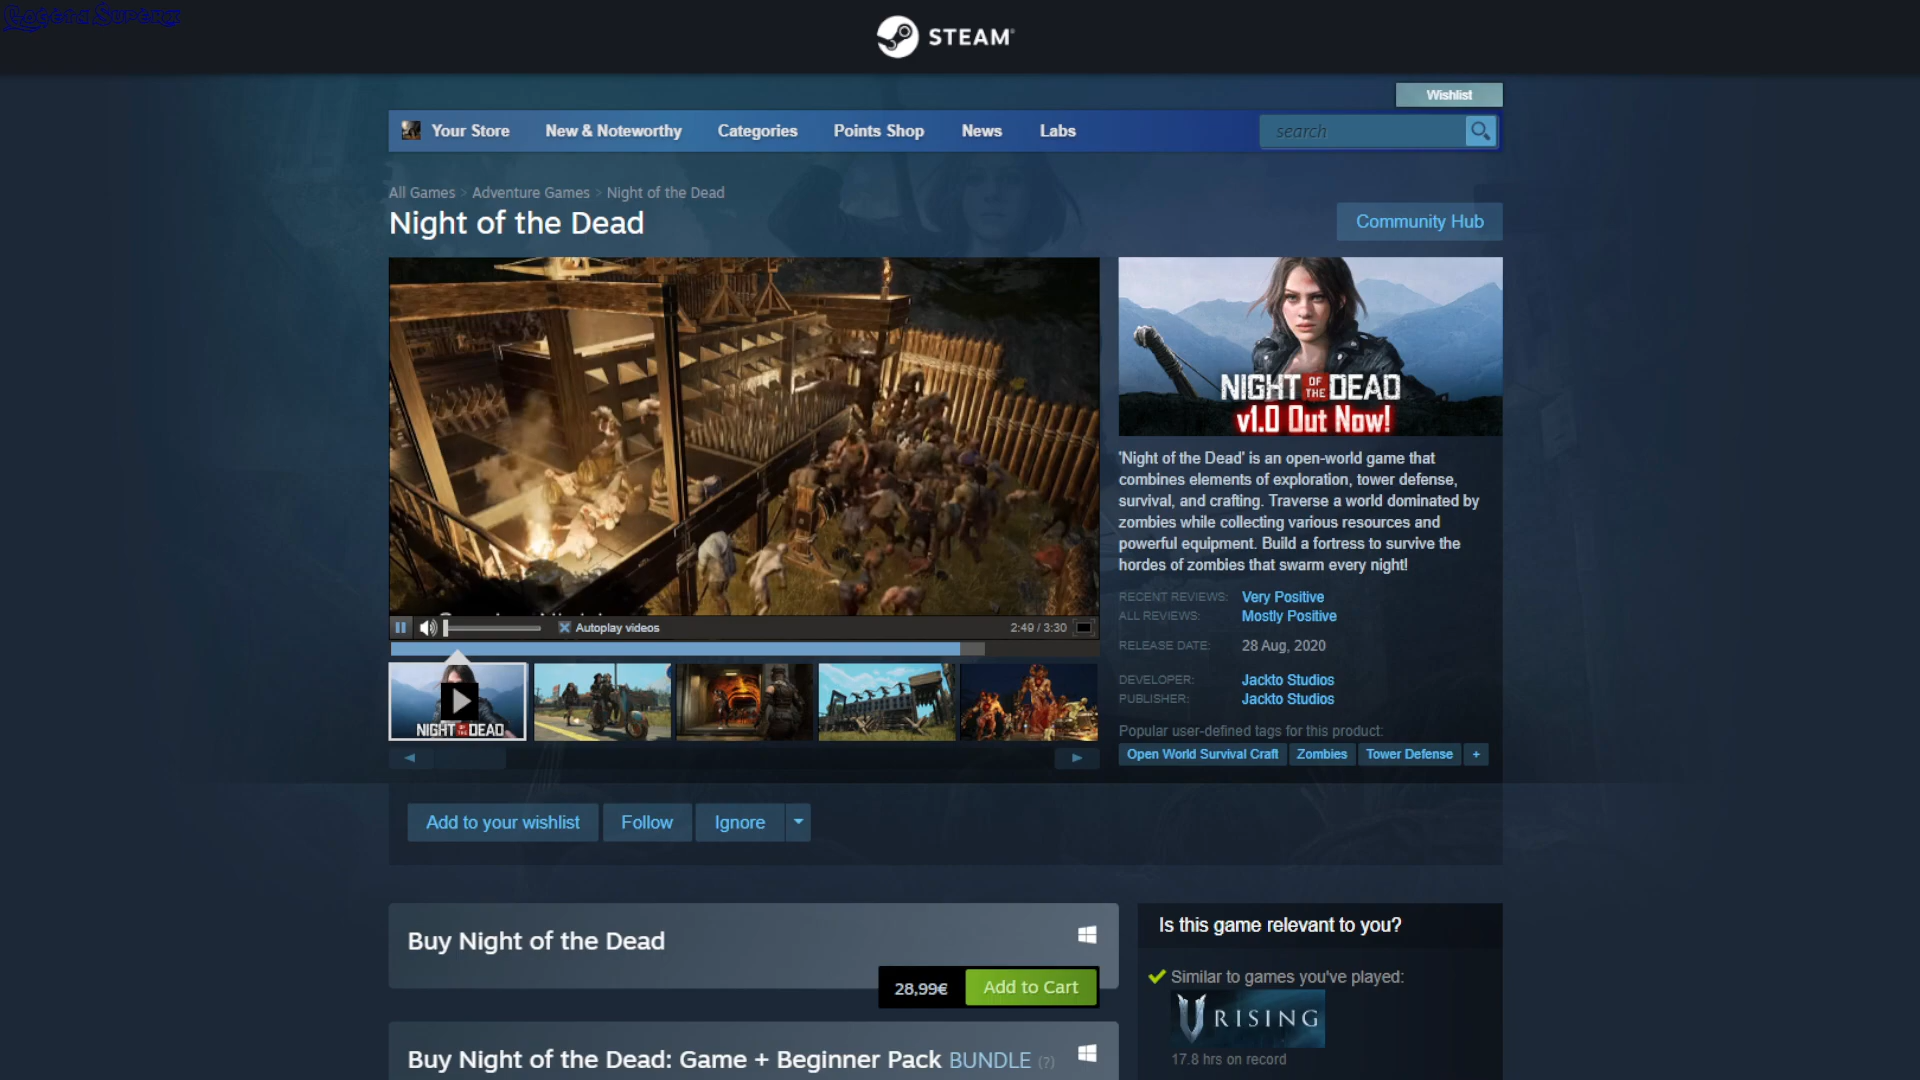 STEAM
Wishlist
Your Store
New & Noteworthy
Categories
Points Shop
News
Labs
search
All Games > Adventure Games > Night of the Dead
Night of the Dead
Community Hub
NIGHT OF THE DEAD
v1.0 Out Now!
'Night of the Dead' is an open-world game that
combines elements of exploration, tower defense,
survival, and crafting. Traverse a world dominated by
zombies while collecting various resources and
powerful equipment. Build a fortress to survive the
hordes of zombies that swarm every night!
RECENT REVIEWS: Very Positive
ALL REVIEWS: Mostly Positive
RELEASE DATE: 28 Aug, 2020
DEVELOPER: Jackto Studios
PUBLISHER: Jackto Studios
Popular user-defined tags for this product:
Open World Survival Craft
Zombies
Tower Defense
+
Autoplay videos
2:49 / 3:30
NIGHT OF THE DEAD
Add to your wishlist
Follow
Ignore
Buy Night of the Dead
28,99€
Add to Cart
Buy Night of the Dead: Game + Beginner Pack BUNDLE (?)
Is this game relevant to you?
Similar to games you've played:
V RISING
17.8 hrs on record